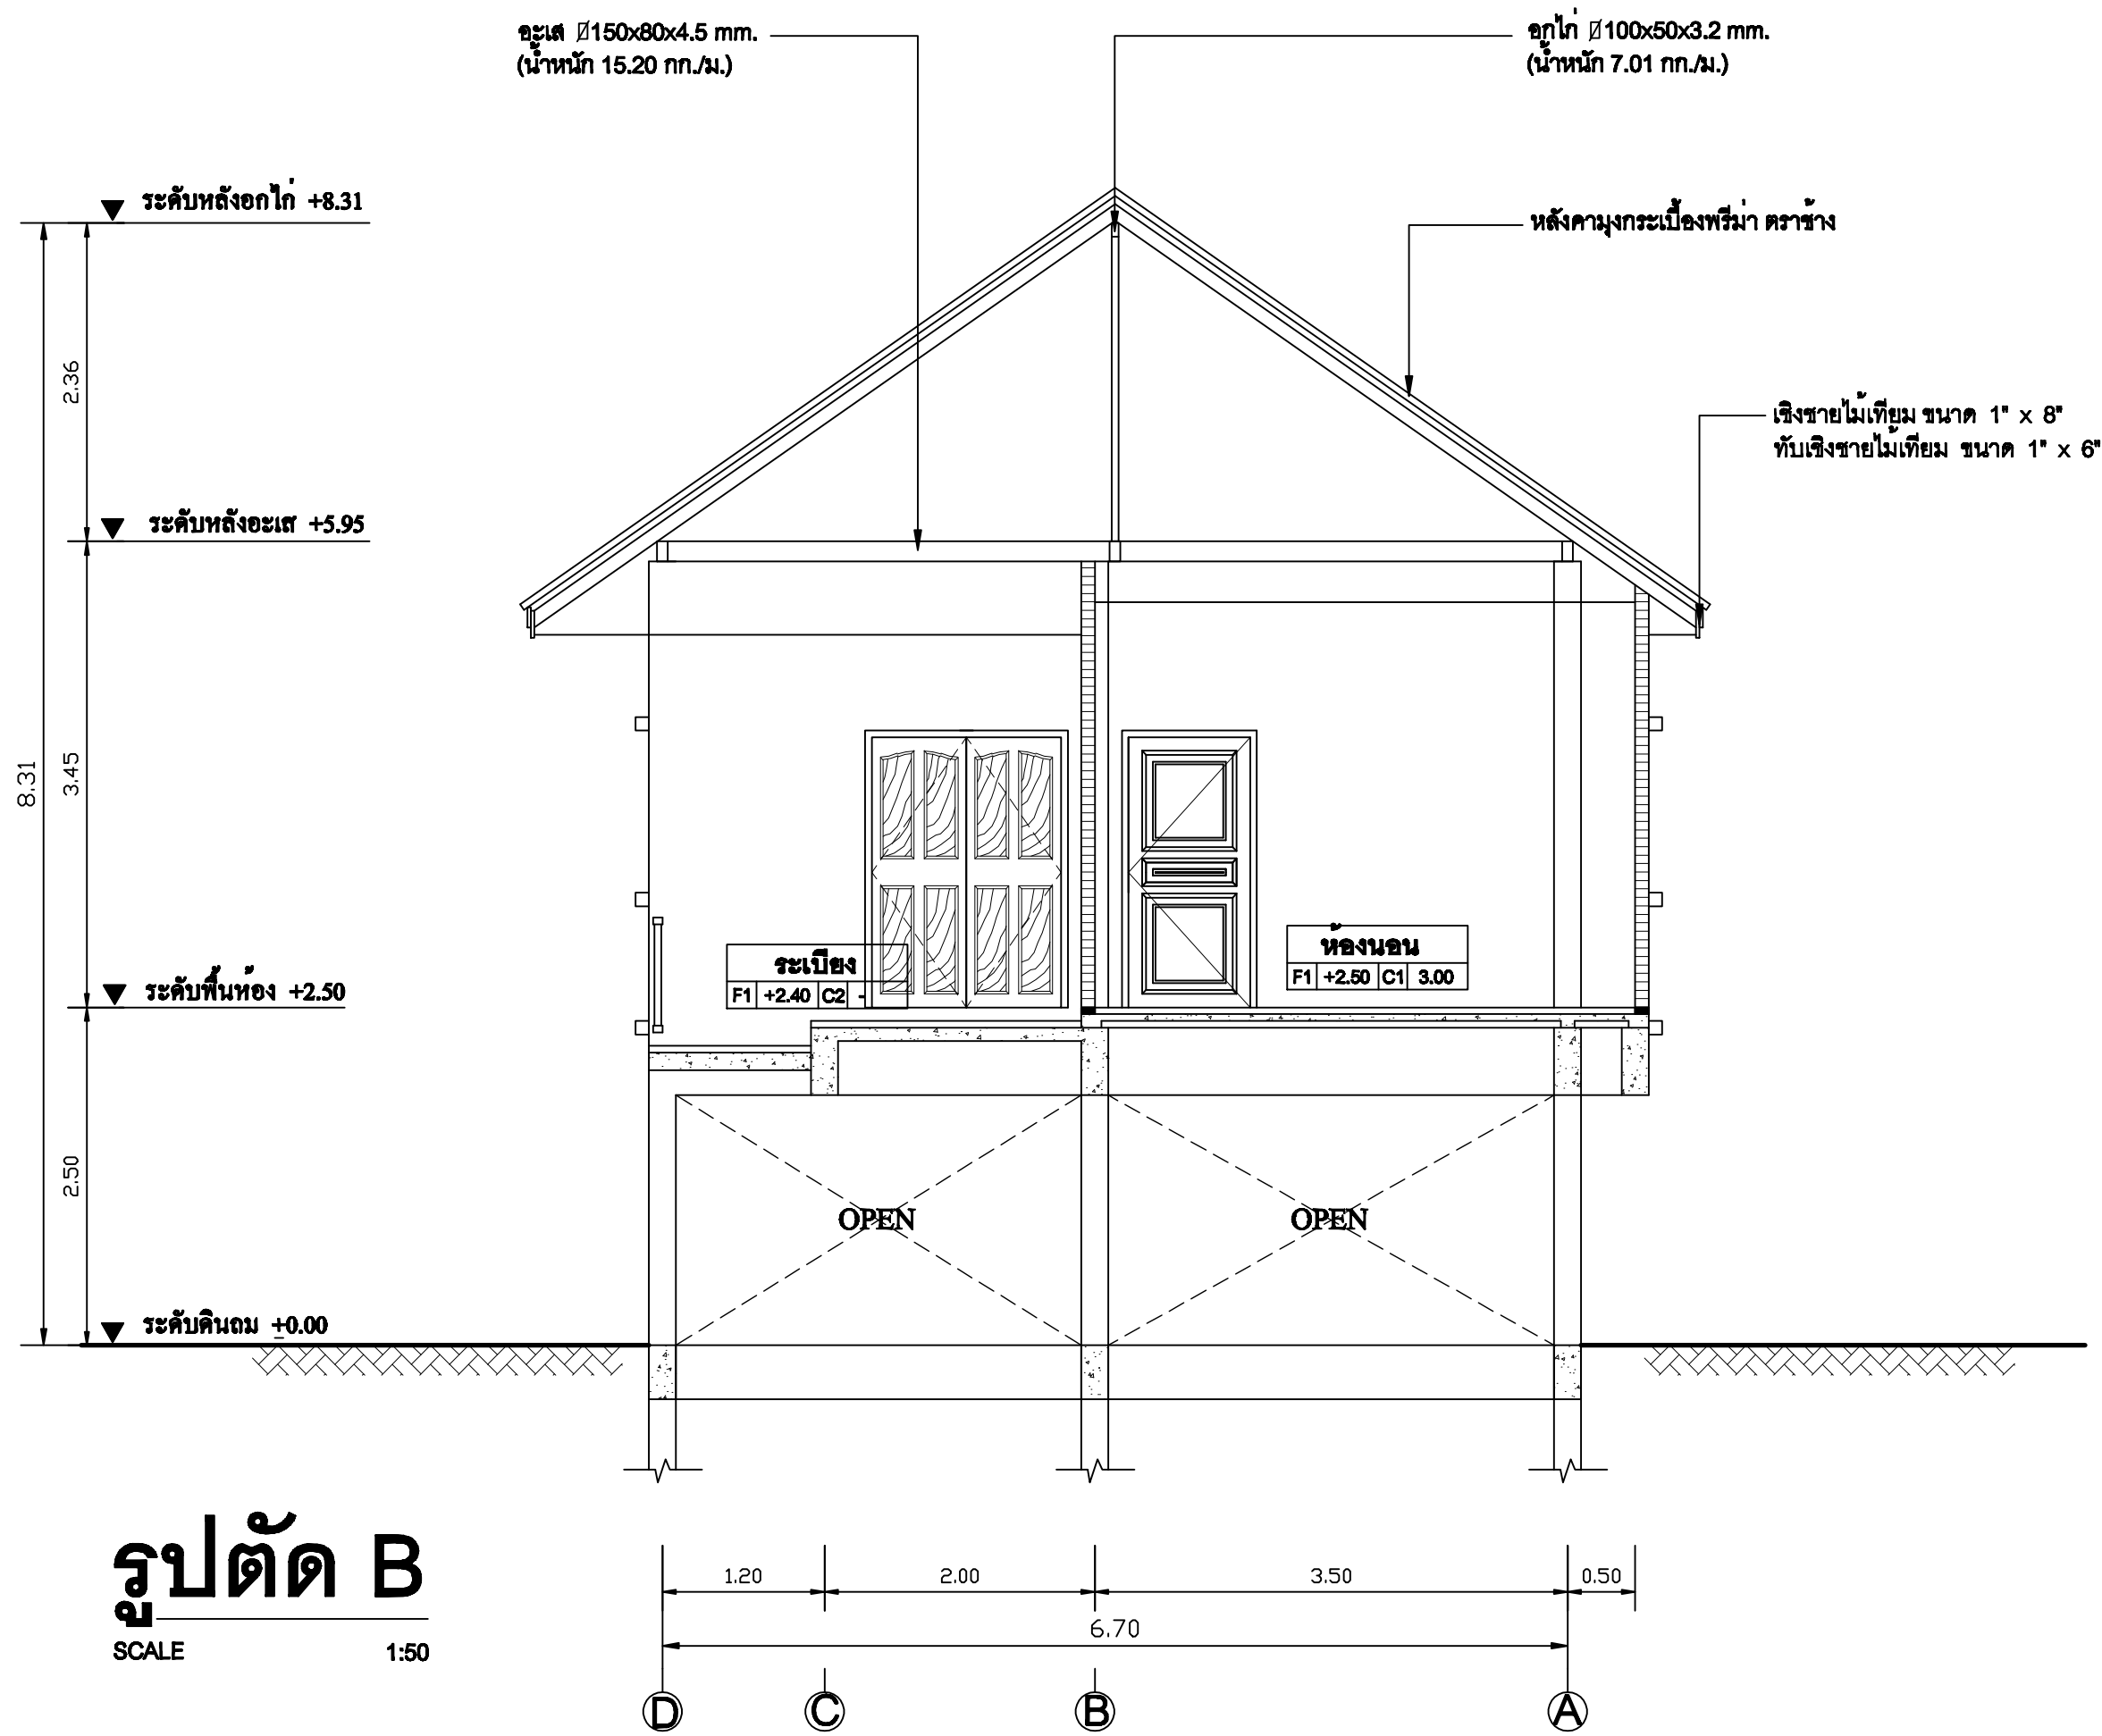 อะเส ⌀150x80x4.5 mm.
(น้ำหนัก 15.20 กก./ม.)
อกไก่ ⌀100x50x3.2 mm.
(น้ำหนัก 7.01 กก./ม.)
ระดับหลังอกไก่ +8.31
หลังคามุงกระเบื้องพรีม่า ตราช้าง
2.36
เชิงชายไม้เทียม ขนาด 1" x 8"
ทับเชิงชายไม้เทียม ขนาด 1" x 6"
ระดับหลังอะเส +5.95
8.31
3.45
ระเบียง
F1 +2.40 C2 -
ห้องนอน
F1 +2.50 C1 3.00
ระดับพื้นห้อง +2.50
2.50
OPEN
OPEN
ระดับดินถม ±0.00
รูปตัด B
SCALE 1:50
1.20
2.00
3.50
0.50
6.70
D
C
B
A